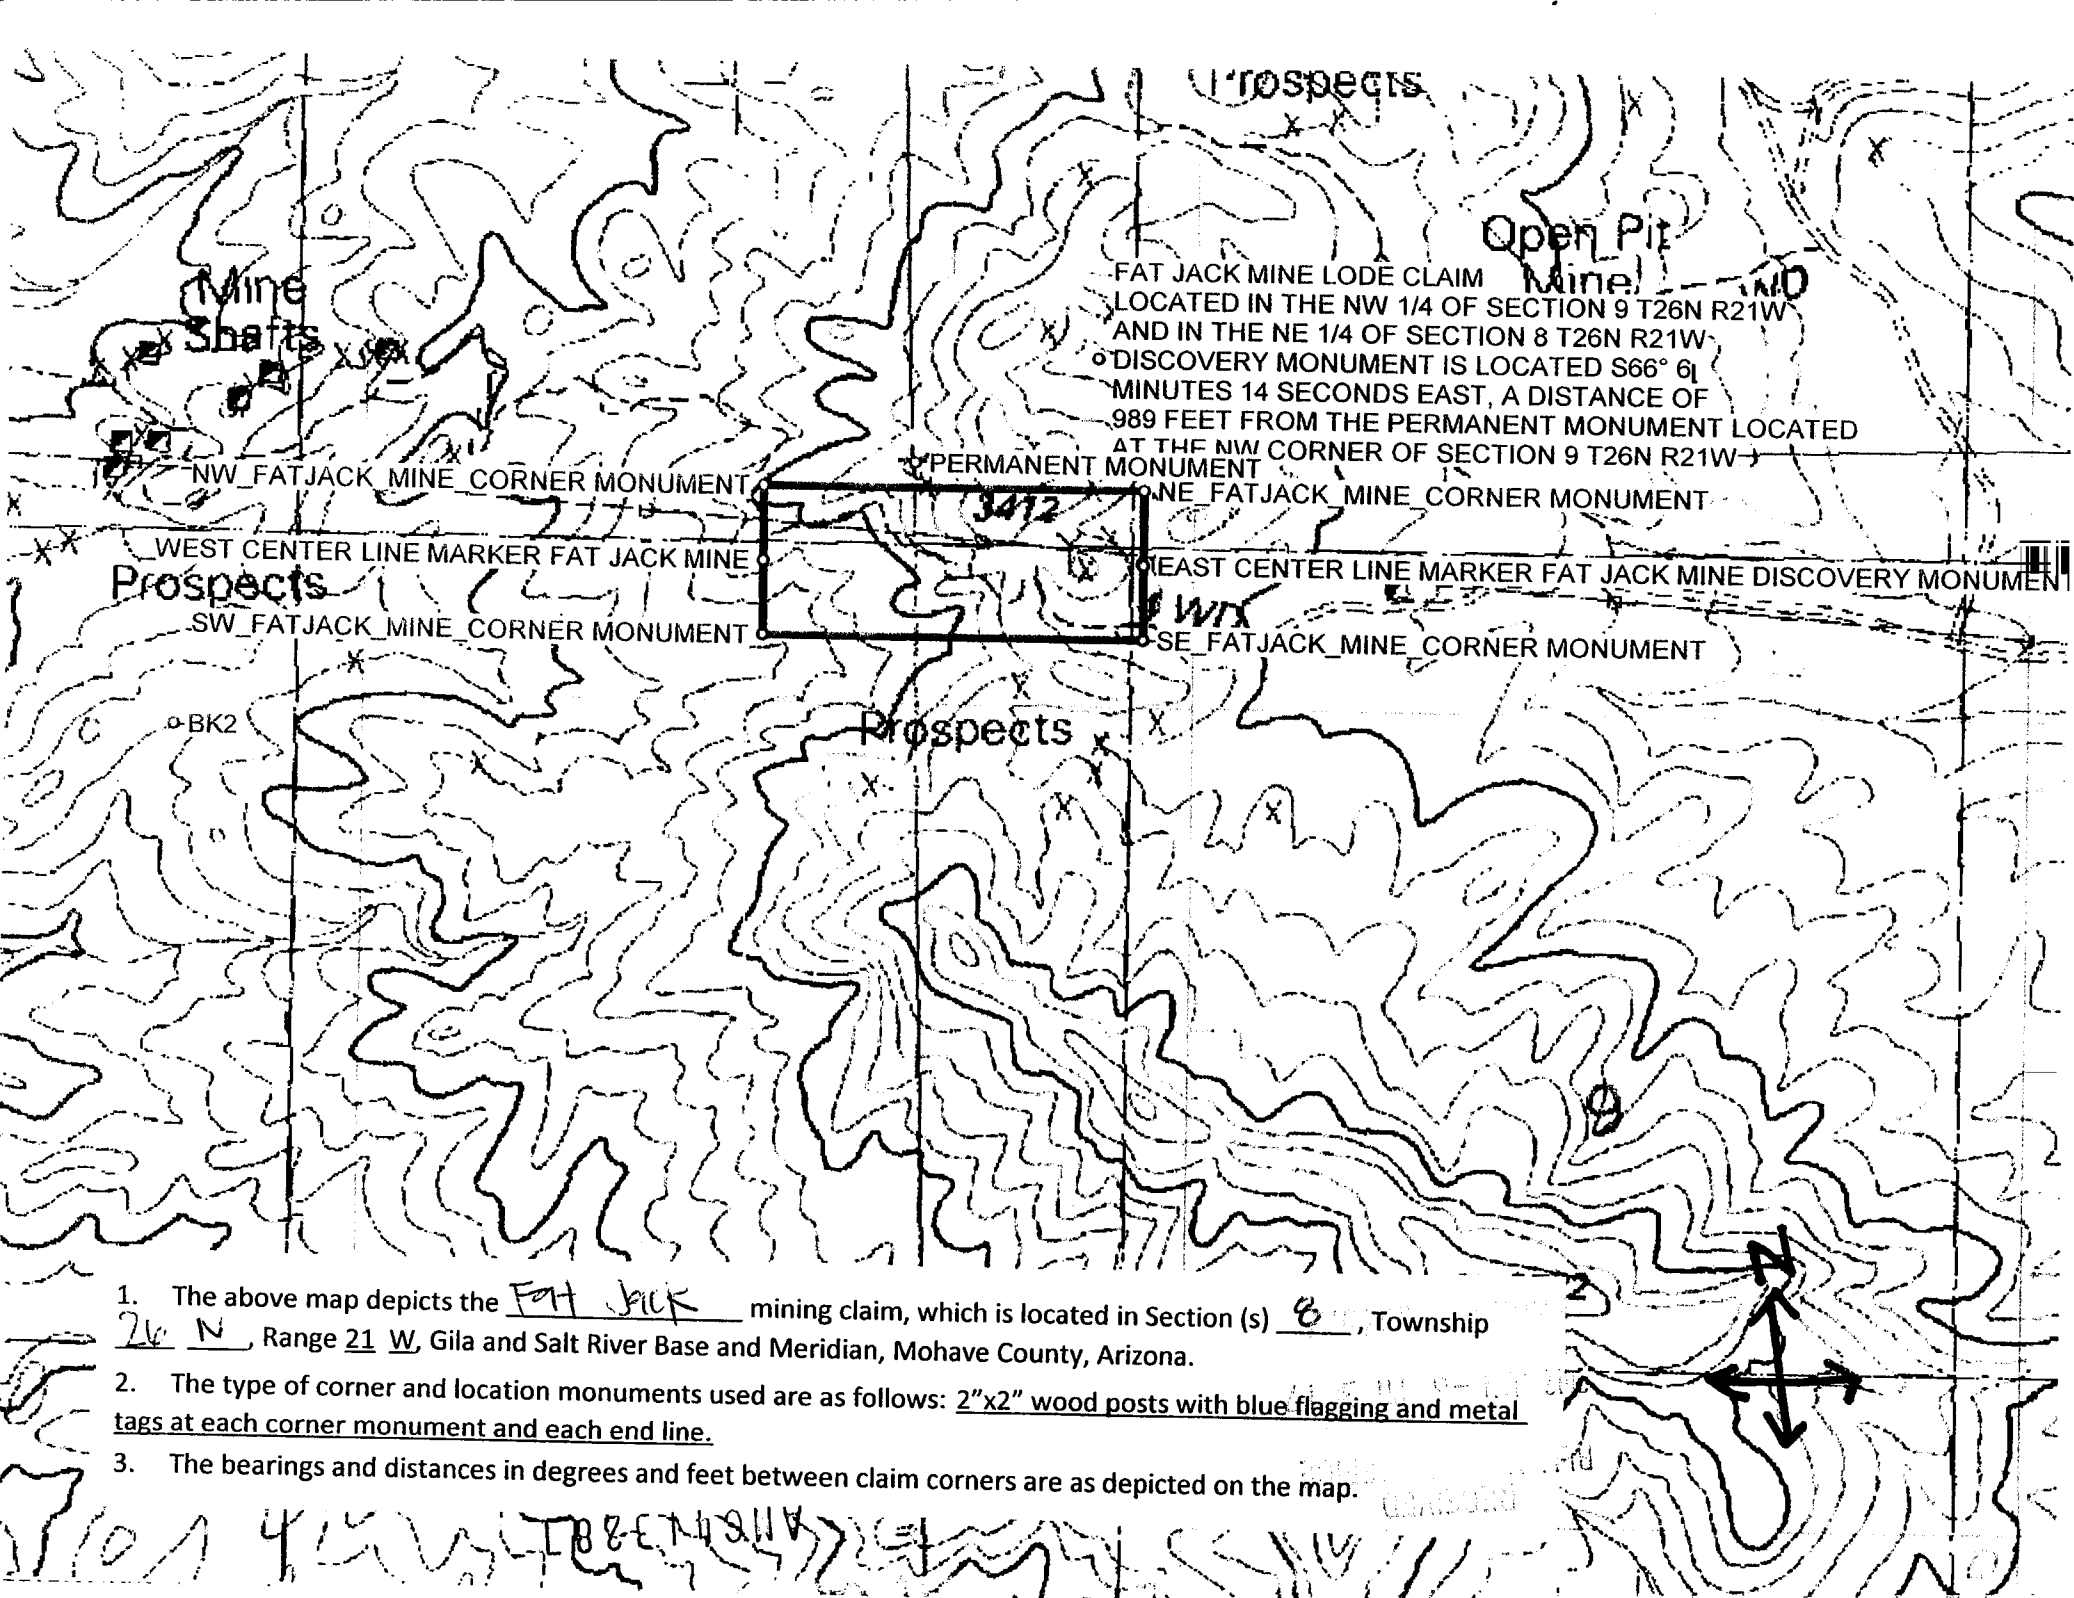 Prospects
Open Pit
Mine
FAT JACK MINE LODE CLAIM
LOCATED IN THE NW 1/4 OF SECTION 9 T26N R21W
AND IN THE NE 1/4 OF SECTION 8 T26N R21W
DISCOVERY MONUMENT IS LOCATED S66° 6
MINUTES 14 SECONDS EAST, A DISTANCE OF
989 FEET FROM THE PERMANENT MONUMENT LOCATED
AT THE NW CORNER OF SECTION 9 T26N R21W
Mine
Shafts
PERMANENT MONUMENT
NW_FATJACK_MINE_CORNER MONUMENT
NE_FATJACK_MINE_CORNER MONUMENT
3472
WEST CENTER LINE MARKER FAT JACK MINE
EAST CENTER LINE MARKER FAT JACK MINE DISCOVERY MONUMEN
Prospects
SW_FATJACK_MINE_CORNER MONUMENT
SE_FATJACK_MINE_CORNER MONUMENT
BK2
Prospects
9
N
1. The above map depicts the Fat Jack mining claim, which is located in Section (s) 8, Township
26 N, Range 21 W, Gila and Salt River Base and Meridian, Mohave County, Arizona.
2. The type of corner and location monuments used are as follows: 2”x2” wood posts with blue flagging and metal
tags at each corner monument and each end line.
3. The bearings and distances in degrees and feet between claim corners are as depicted on the map.